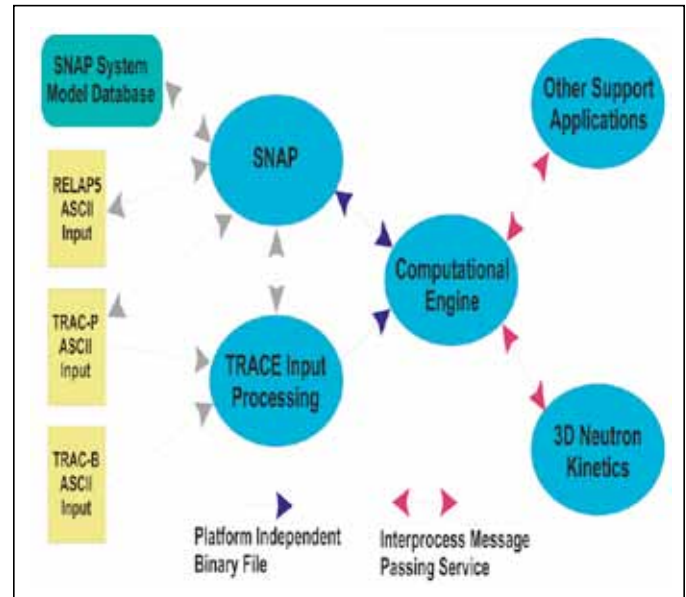 SNAP System
Model Database
RELAP5
ASCII
Input
TRAC-P
ASCII
Input
TRAC-B
ASCII
Input
SNAP
TRACE Input
Processing
Computational
Engine
Other Support
Applications
3D Neutron
Kinetics
Platform Independent
Binary File
Interprocess Message
Passing Service